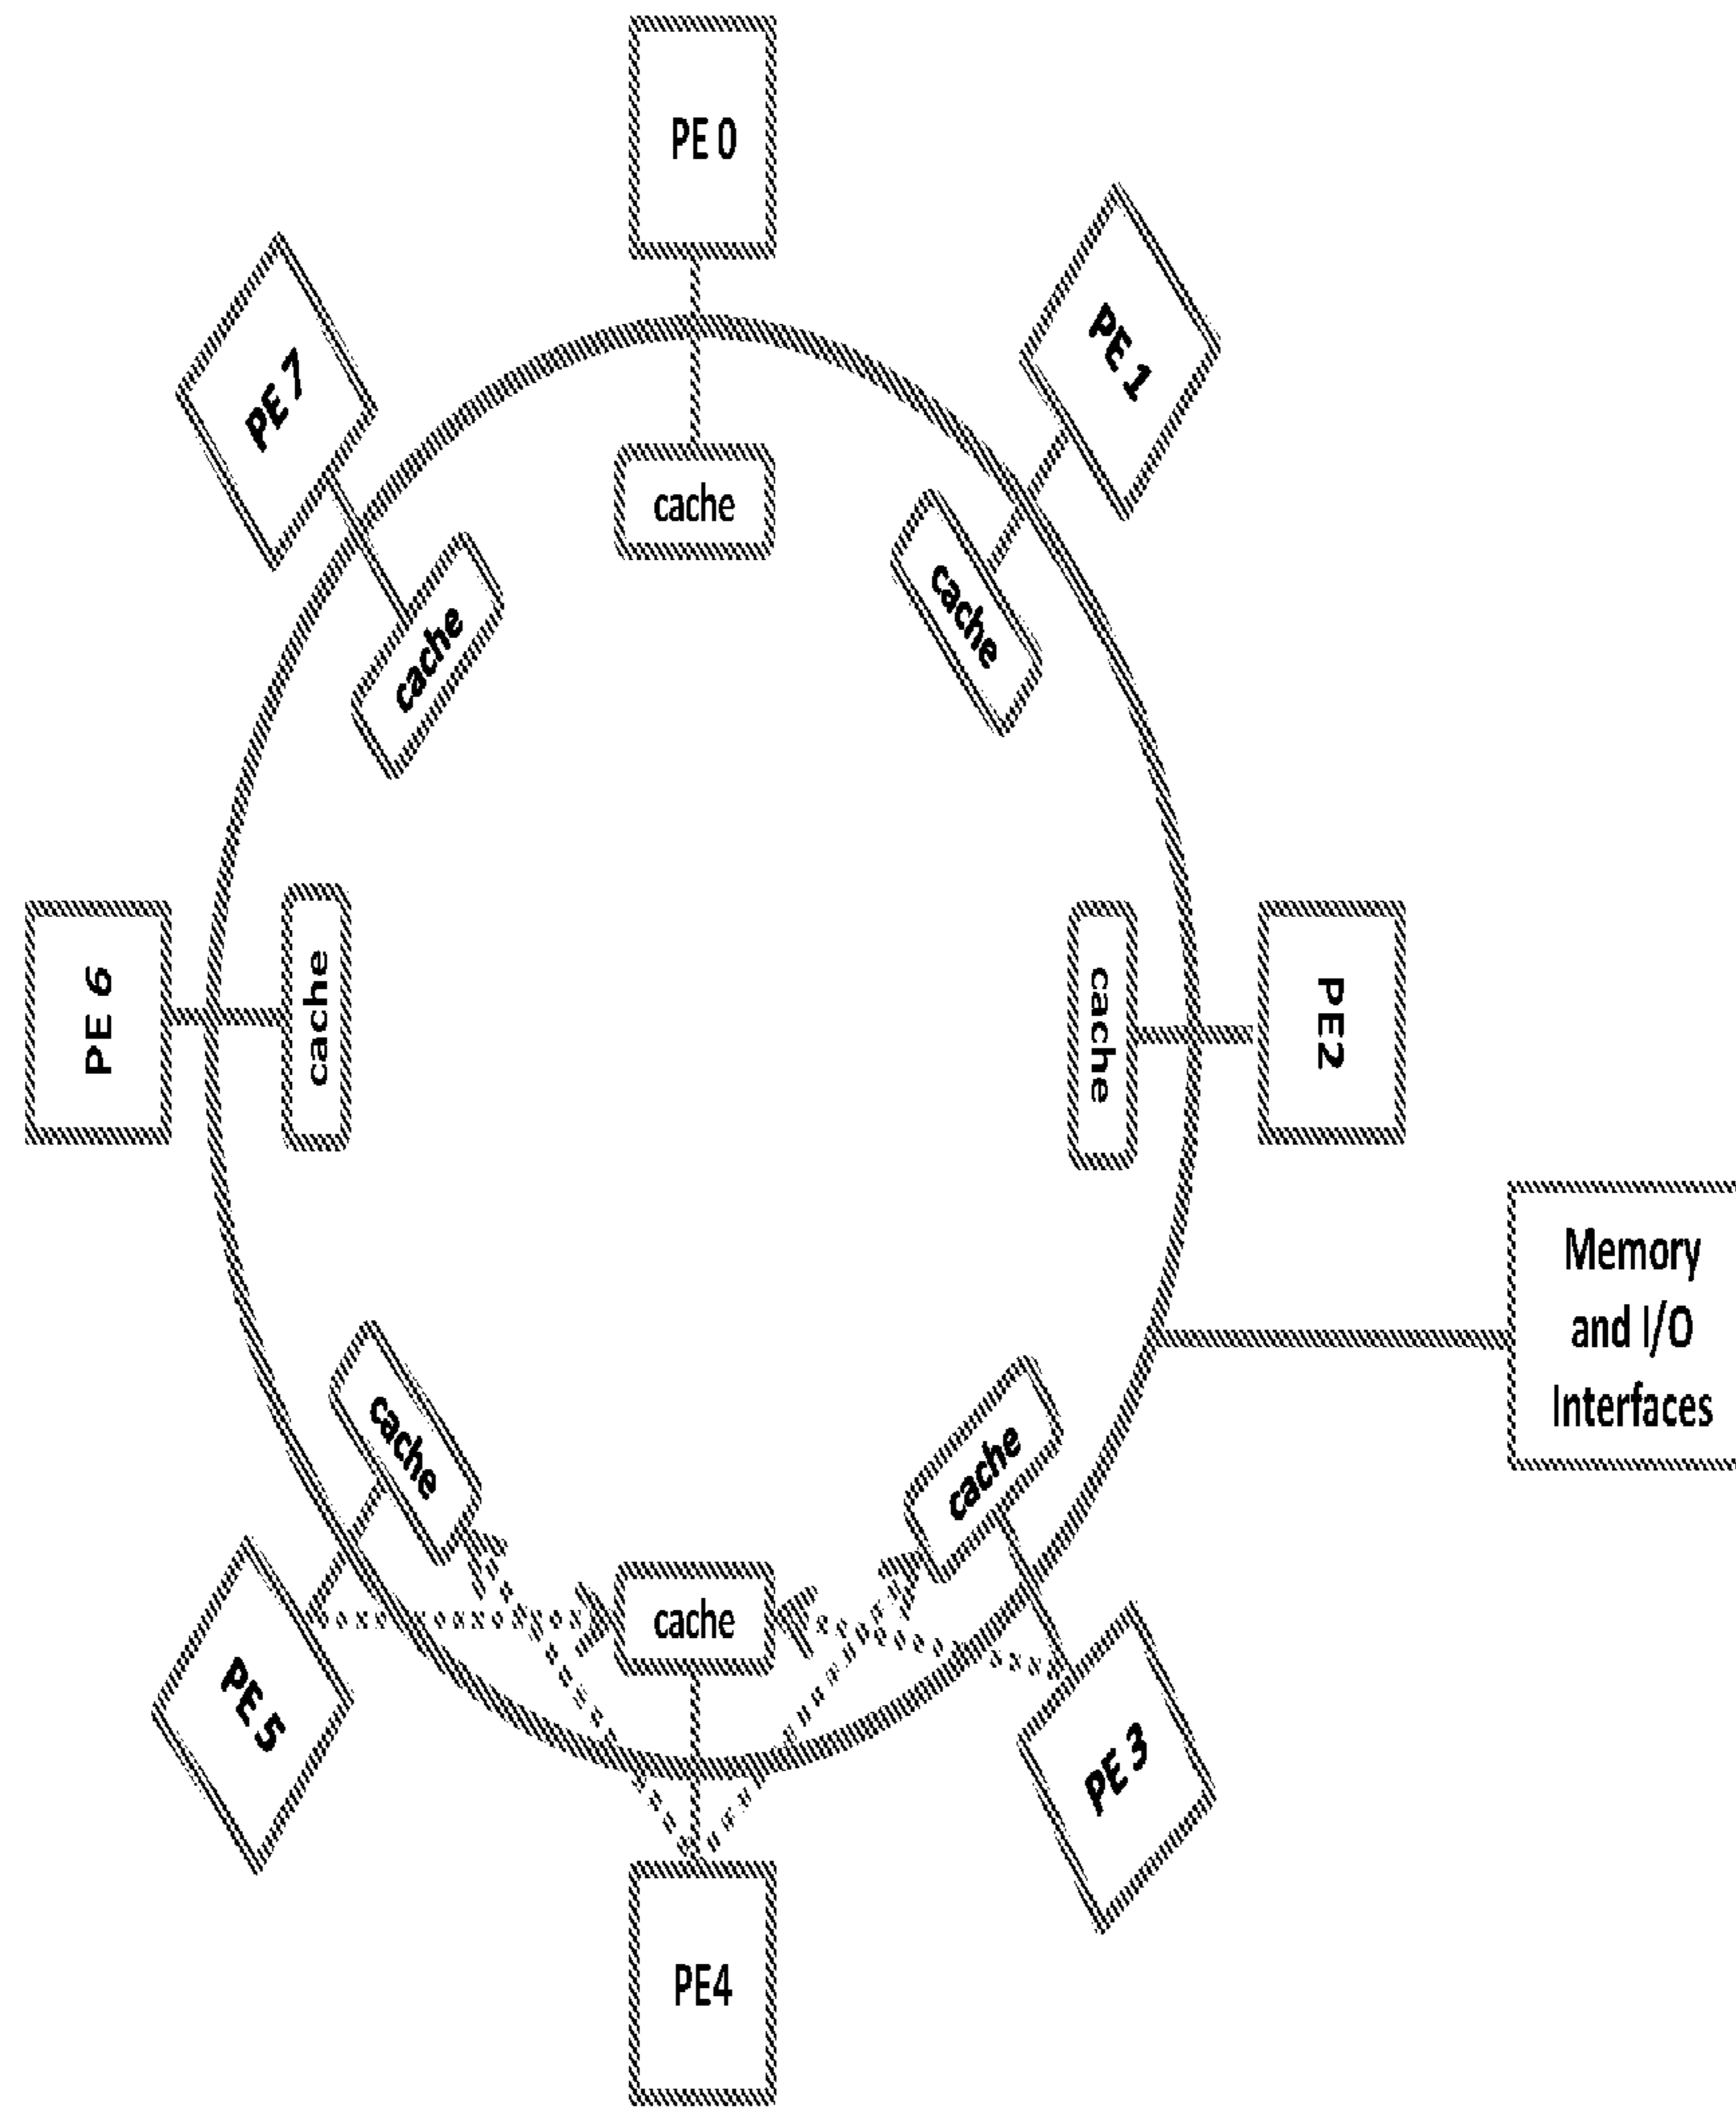 PE 0
PE 7
PE 1
cache
cache
cache
PE 6
cache
cache
PE2
Memory
and I/O
Interfaces
cache
cache
cache
PE 5
PE 3
PE4